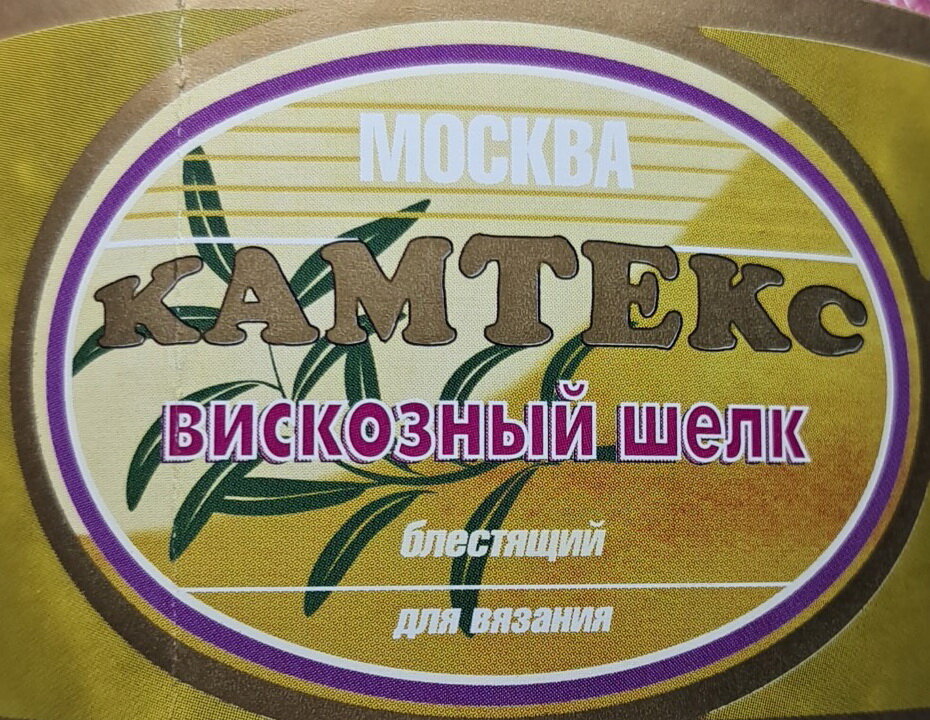 МОСКВА
КАМТЕКС
ВИСКОЗНЫЙ ШЕЛК
блестящий
для вязания